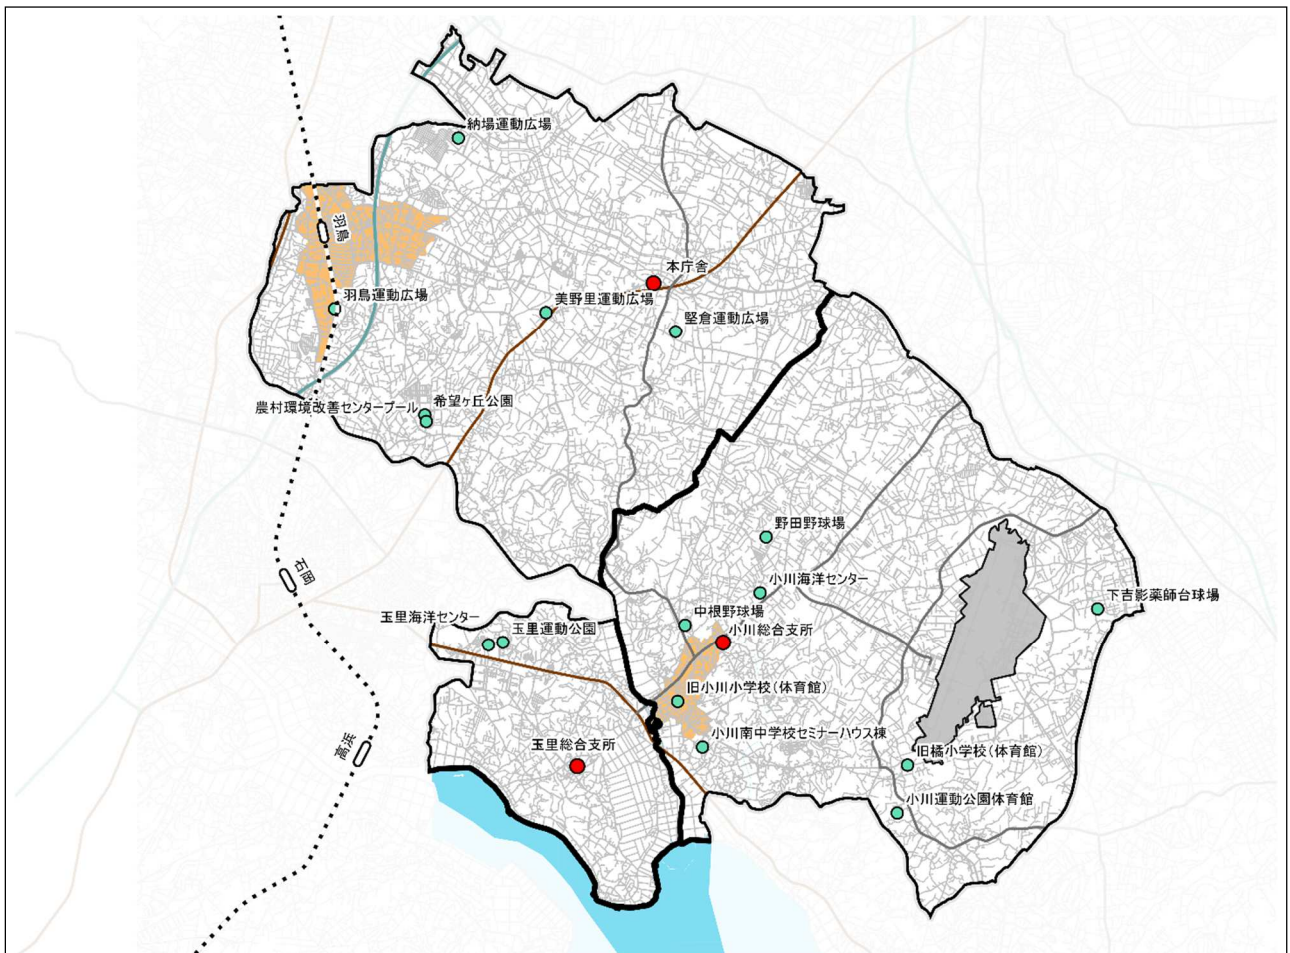 納場運動広場
羽鳥
本庁舎
羽鳥運動広場
美野里運動広場
堅倉運動広場
農村環境改善センタープール
希望ヶ丘公園
野田野球場
石岡
小川海洋センター
下吉影薬師台球場
中根野球場
玉里海洋センター
玉里運動公園
小川総合支所
旧小川小学校(体育館)
高浜
小川南中学校セミナーハウス棟
玉里総合支所
旧橘小学校(体育館)
小川運動公園体育館